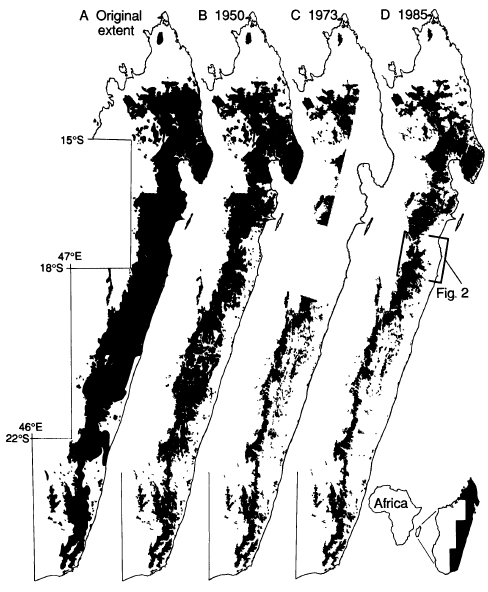 A Original extent
B 1950
C 1973
D 1985
15°S
47°E
18°S
Fig. 2
46°E
22°S
Africa